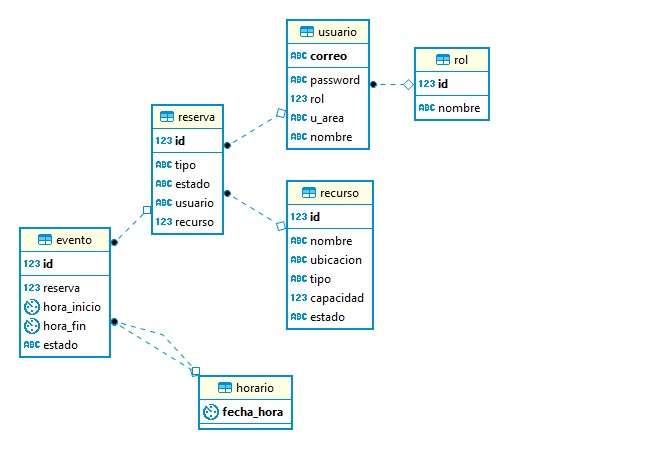 usuario
ABC correo
ABC password
123 rol
ABC u_area
ABC nombre
rol
123 id
ABC nombre
reserva
123 id
ABC tipo
ABC estado
ABC usuario
123 recurso
recurso
123 id
ABC nombre
ABC ubicacion
ABC tipo
123 capacidad
ABC estado
evento
123 id
123 reserva
hora_inicio
hora_fin
ABC estado
horario
fecha_hora